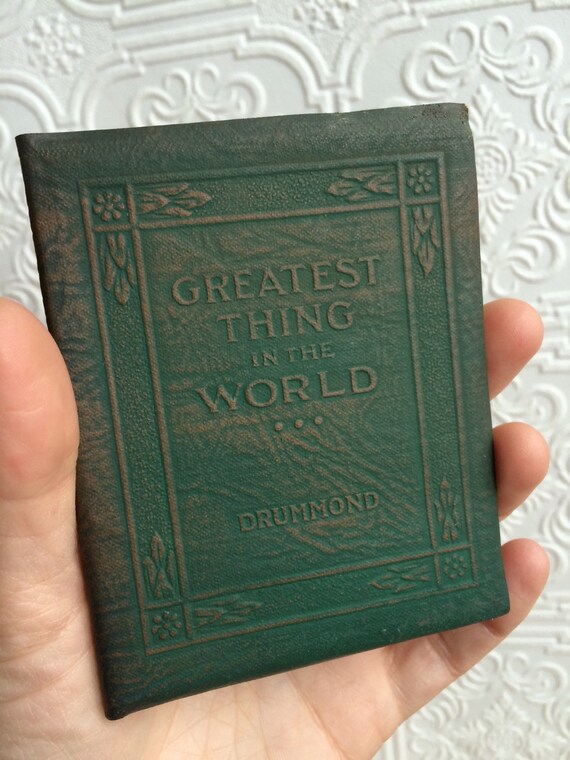 GREATEST
THING
IN THE
WORLD
DRUMMOND